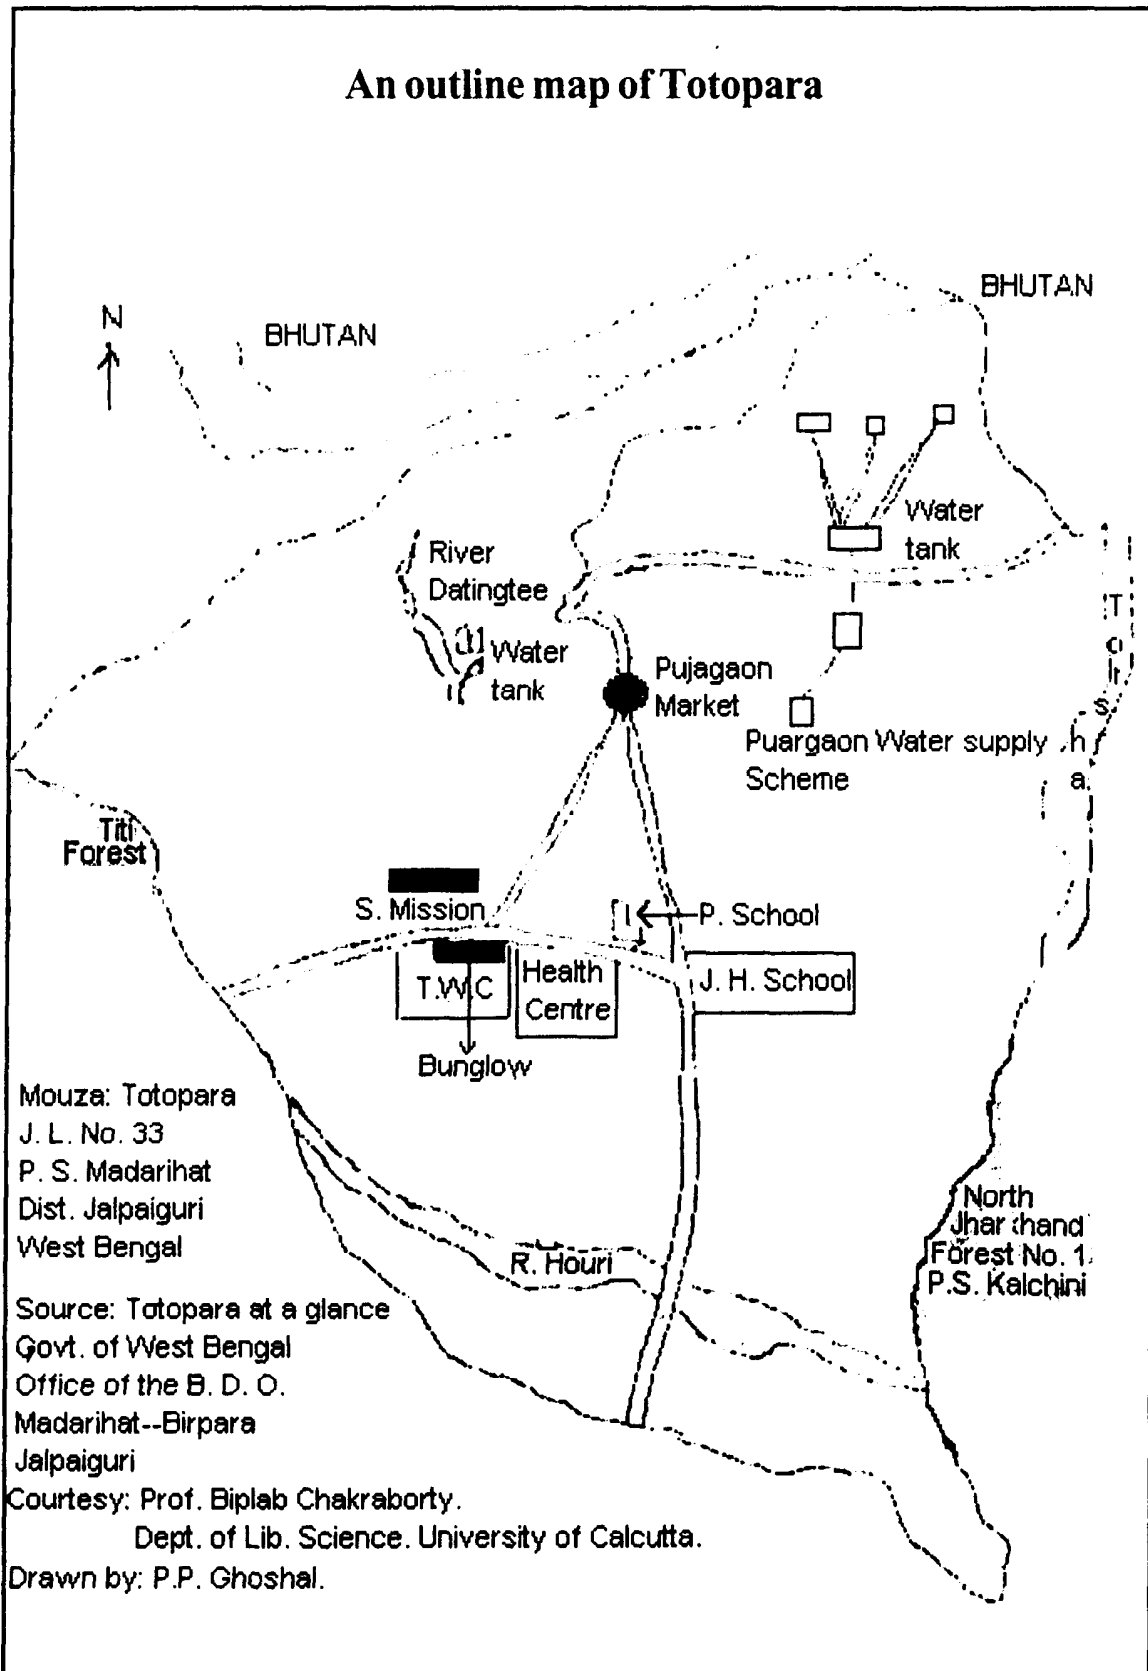 An outline map of Totopara
N
BHUTAN
BHUTAN
River
Datingtee
Water
tank
Water
tank
Pujagaon
Market
Puargaon Water supply
Scheme
Torsha
Titi
Forest
S. Mission
P. School
T.W.C
Health
Centre
J. H. School
Bunglow
Mouza: Totopara
J. L. No. 33
P. S. Madarihat
Dist. Jalpaiguri
West Bengal
R. Houri
North
Forest No. 1
P.S. Kalchini
Source: Totopara at a glance
Govt. of West Bengal
Office of the B. D. O.
Madarihat--Birpara
Jalpaiguri
Courtesy: Prof. Biplab Chakraborty.
Dept. of Lib. Science. University of Calcutta.
Drawn by: P.P. Ghoshal.